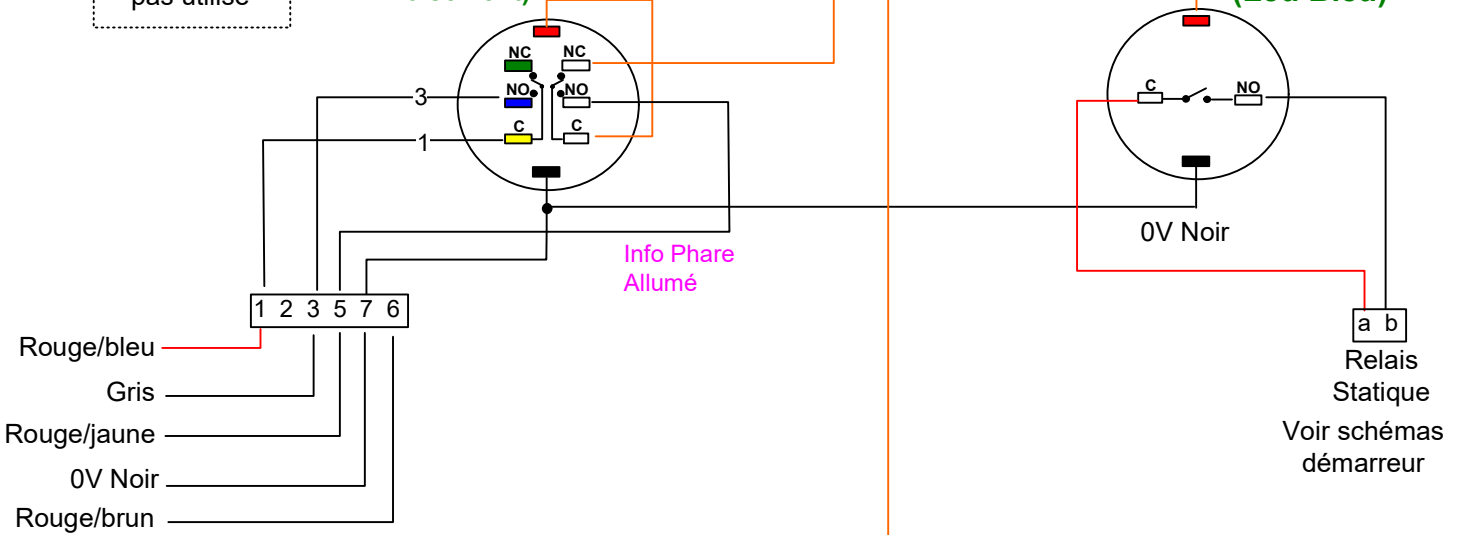 pas utilisé
NC
NC
NO
NO
C
C
3
1
C
NO
0V Noir
Info Phare
Allumé
1 2 3 5 7 6
a b
Rouge/bleu
Gris
Rouge/jaune
0V Noir
Rouge/brun
Relais
Statique
Voir schémas
démarreur